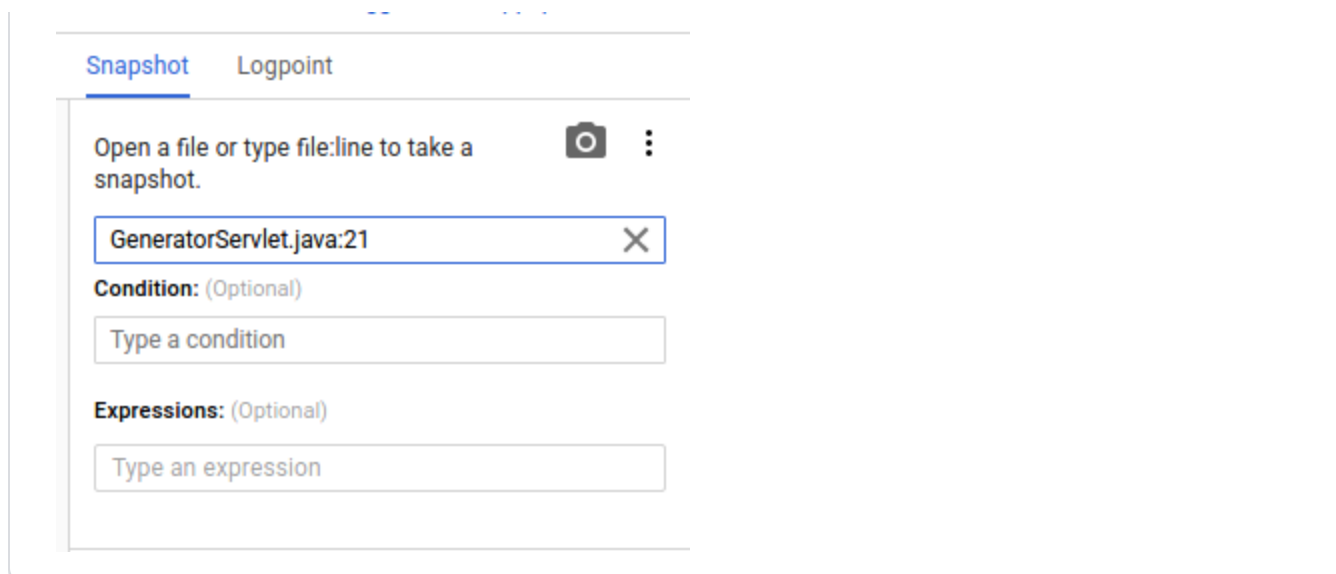 Snapshot Logpoint
Open a file or type file:line to take a
snapshot.
GeneratorServlet.java:21
Condition: (Optional)
Type a condition
Expressions: (Optional)
Type an expression